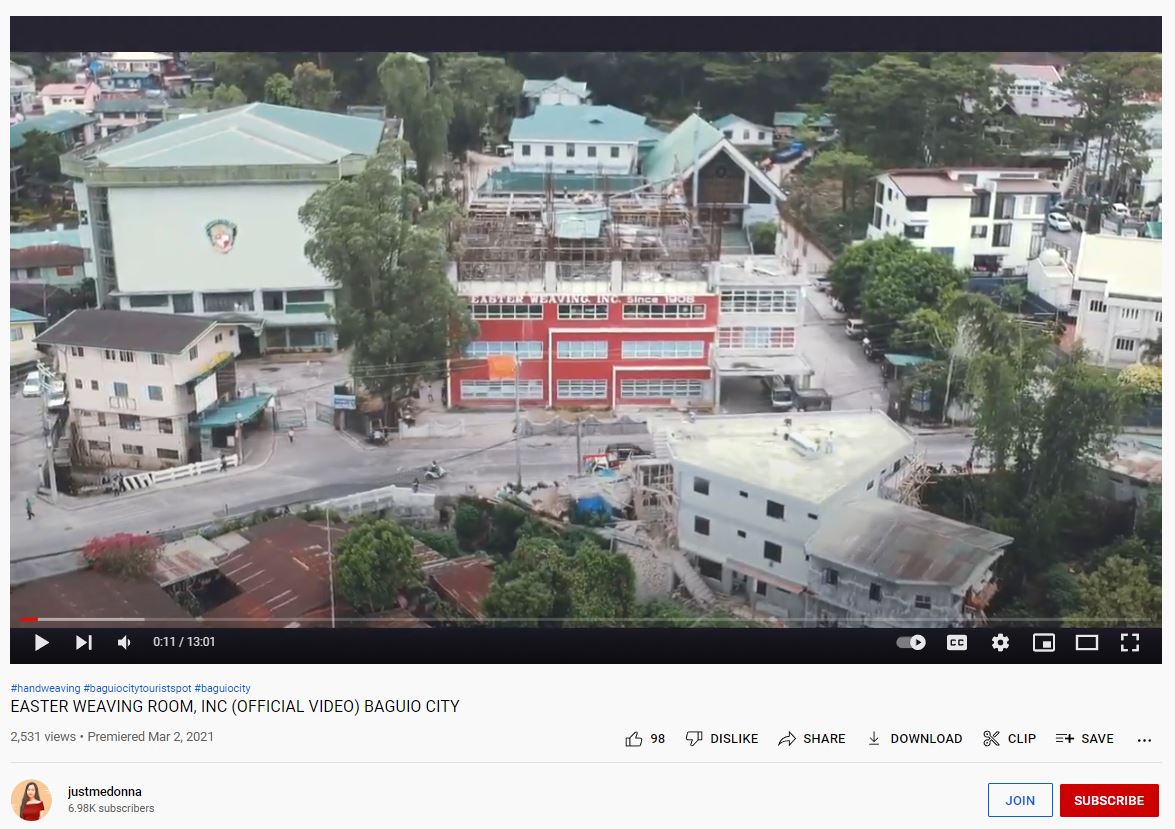 EASTER WEAVING, INC. Since 1908
0:11 / 13:01
CC
#handweaving #baguiocitytouristspot #baguiocity
EASTER WEAVING ROOM, INC (OFFICIAL VIDEO) BAGUIO CITY
2,531 views • Premiered Mar 2, 2021
98 DISLIKE SHARE DOWNLOAD CLIP SAVE ...
justmedonna
6.98K subscribers
JOIN SUBSCRIBE